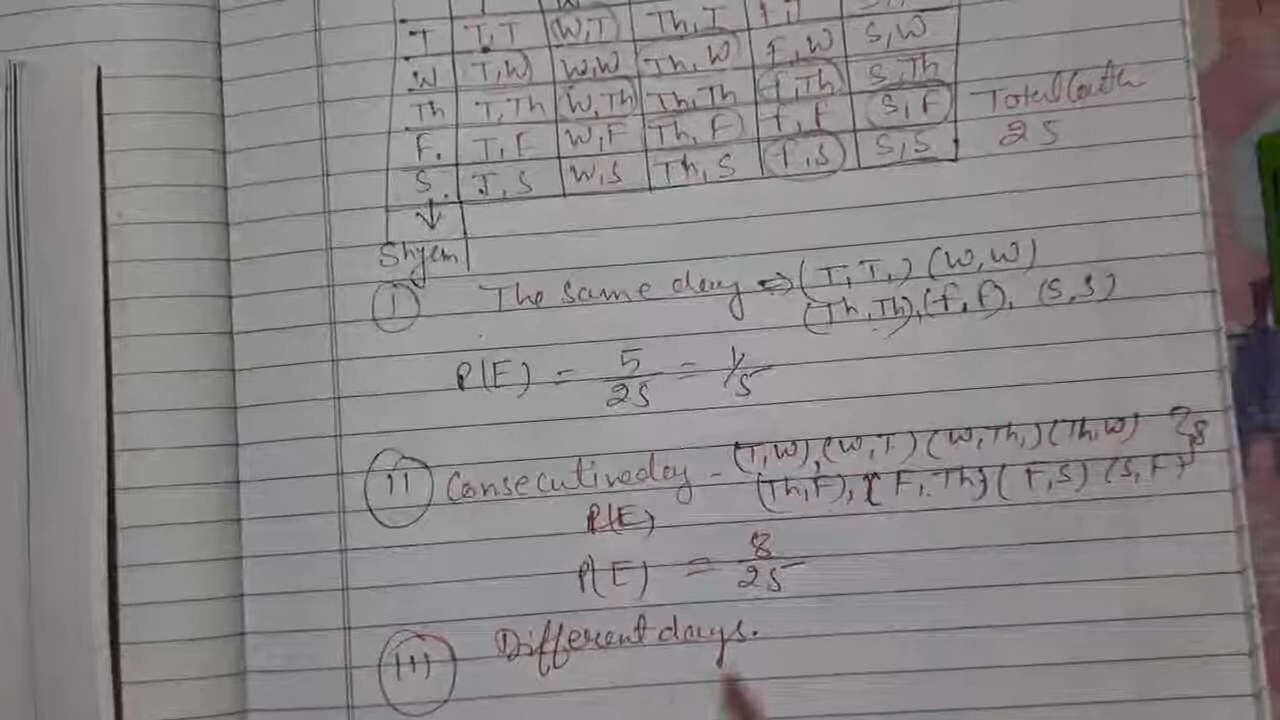 T T,T (W,T) Th,T
W T,W W,W Th,W F,W S,W
Th T,Th W,Th Th,Th f,Th S,Th
F. T,F W,F Th,F f,F S,F Total
S. T,S W,S Th,S f,S S,S 25
↓
Shyam
(i) The same day ⇒ (T,T,) (W,W)
(Th,Th),(f,f), (S,S)
P(E) = 5/25 = 1/5
(ii) Consecutive day - (T,W),(W,T)(W,Th)(Th,W) 8
(Th,F), (F,Th) (F,S) (S,F)
P(E)
P(E) = 8/25
(iii) Different days.